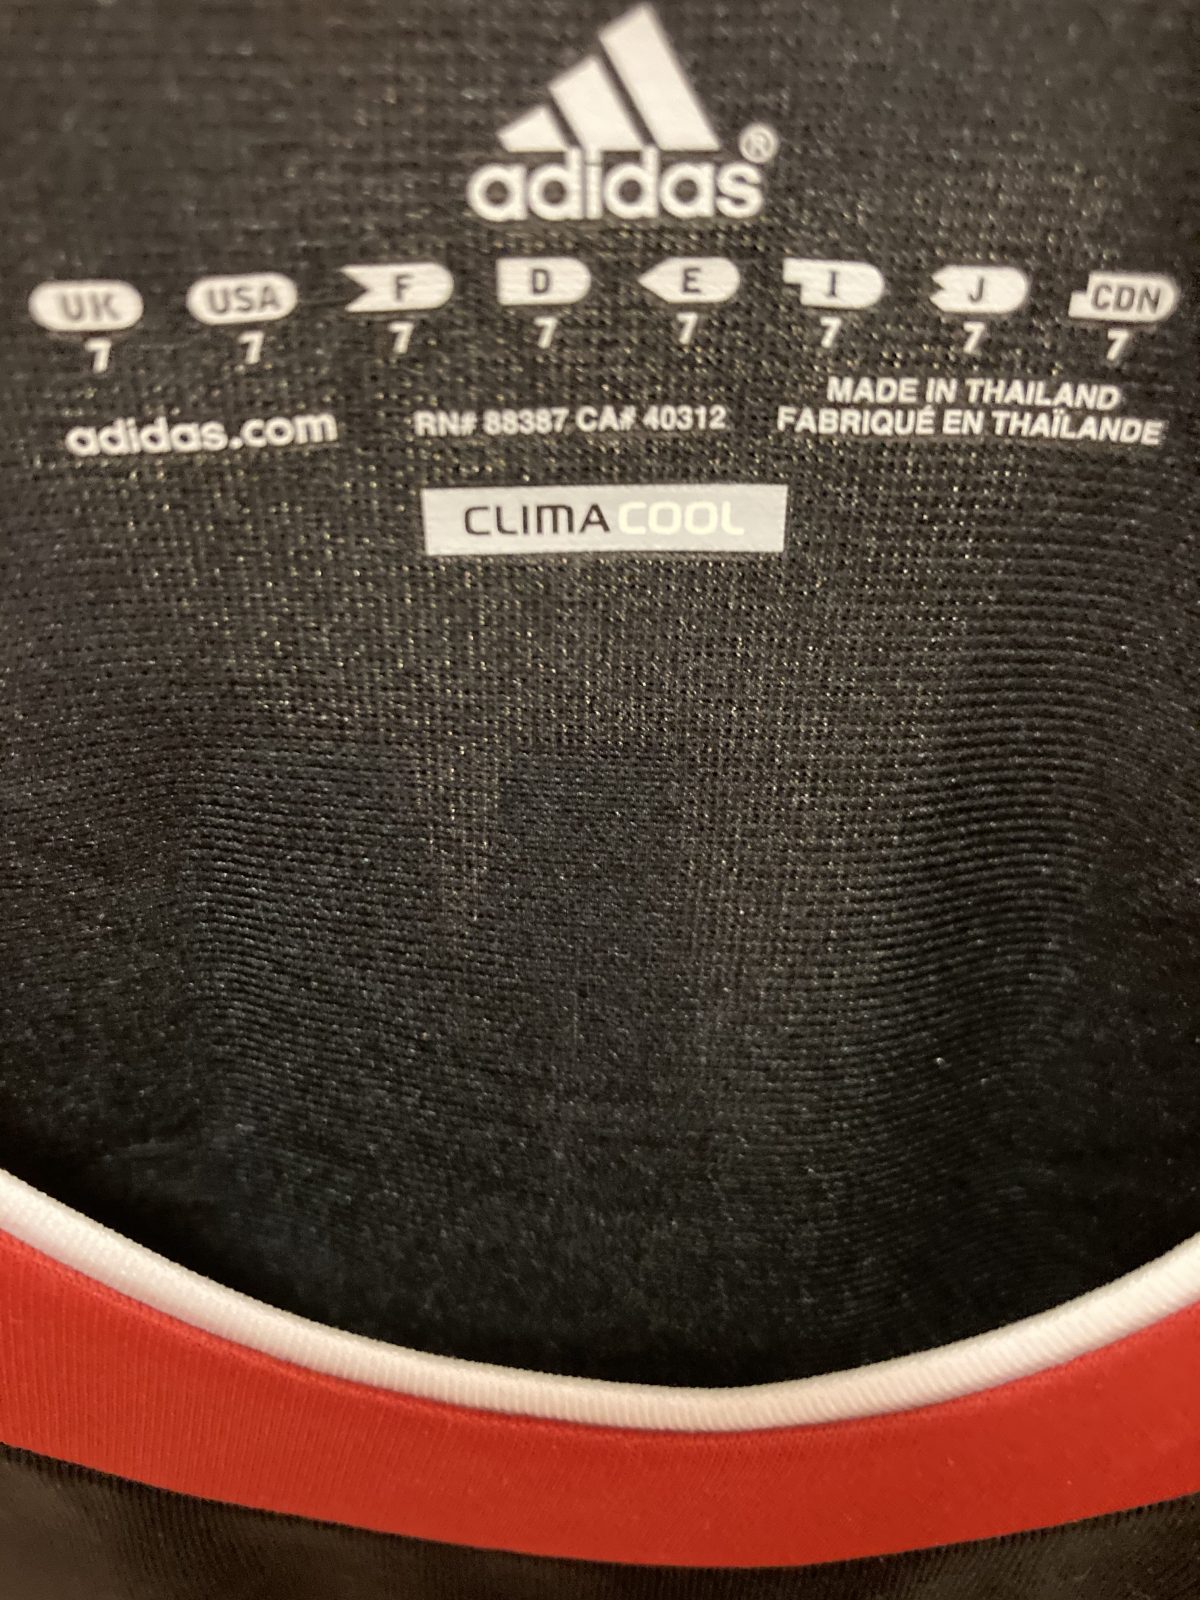 adidas®
UK USA F D E I J CDN
7 7 7 7 7 7 7 7
adidas.com RN# 88387 CA# 40312 MADE IN THAILAND
FABRIQUÉ EN THAÏLANDE
CLIMACOOL